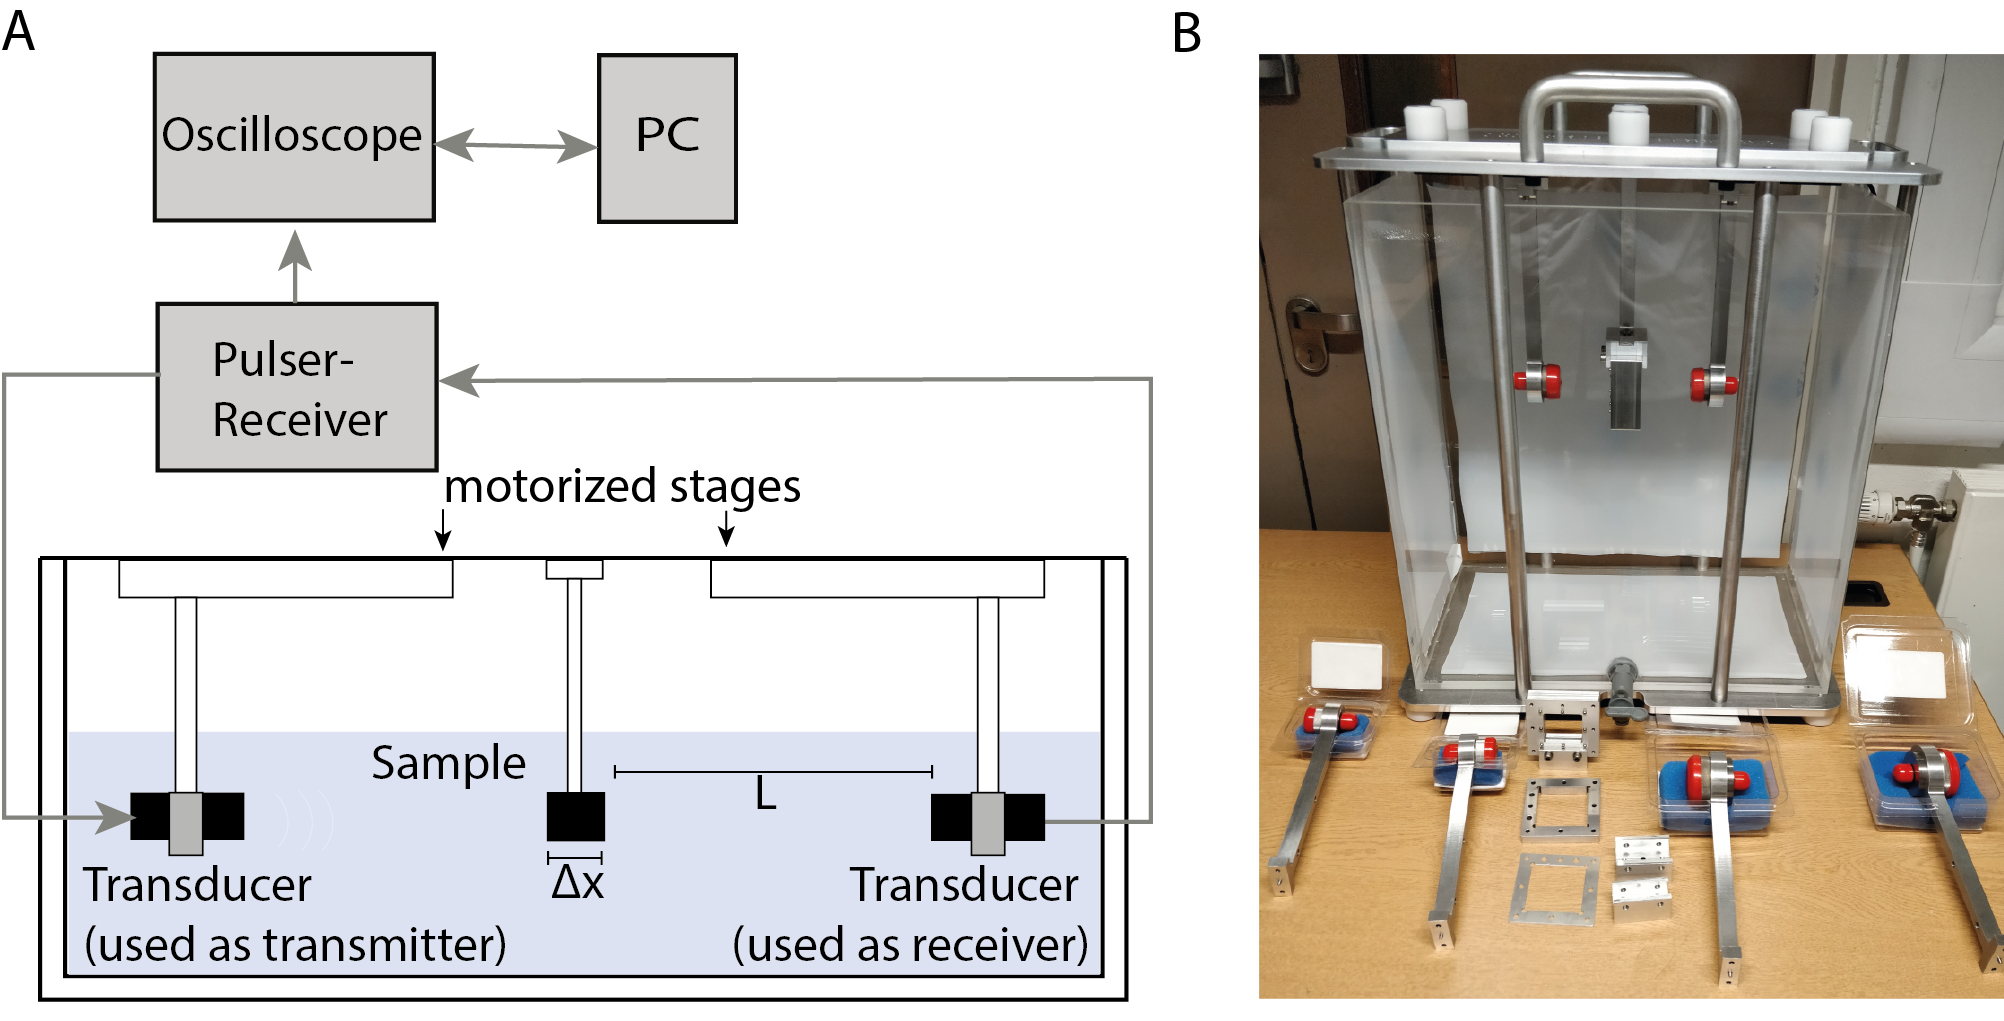 A
B
Oscilloscope
PC
Pulser-
Receiver
motorized stages
Sample
L
Δx
Transducer
(used as transmitter)
Transducer
(used as receiver)